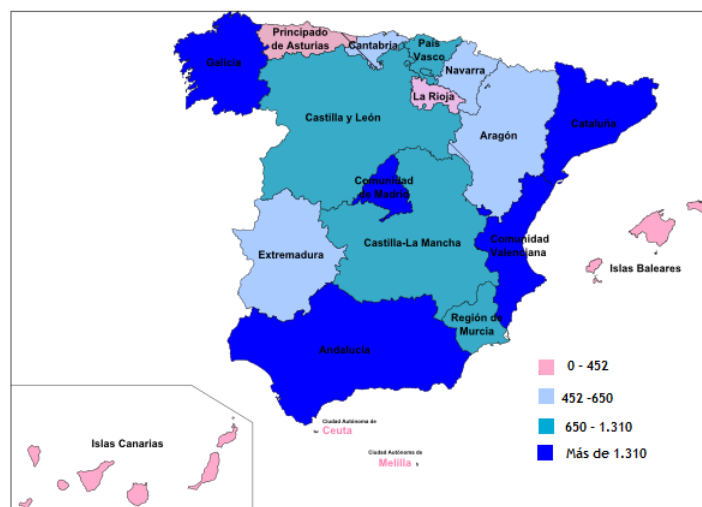 Principado
de Asturias
Cantabria
País
Vasco
Galicia
Navarra
La Rioja
Castilla y León
Aragón
Cataluña
Comunidad
de Madrid
Castilla-La Mancha
Comunidad
Valenciana
Extremadura
Islas Baleares
Región de
Murcia
Andalucía
0 - 452
452 -650
650 - 1.310
Más de 1.310
Ciudad Autónoma de
Ceuta
Ciudad Autónoma de
Melilla
Islas Canarias